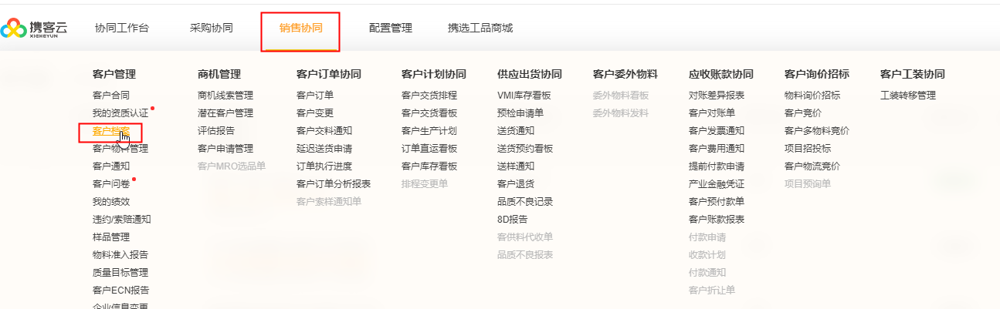 携客云
XIEKEYUN
协同工作台 采购协同 销售协同 配置管理 携选工品商城
客户管理 商机管理 客户订单协同 客户计划协同 供应出货协同 客户委外物料 应收账款协同 客户询价招标 客户工装协同
客户合同 商机线索管理 客户订单 客户交货排程 VMI库存看板 委外物料看板 对账差异报表 物料询价招标 工装转移管理
我的资质认证 潜在客户管理 客户变更 客户交货看板 预检申请单 委外物料发料 客户对账单 客户竞价
客户档案 评估报告 客户交料通知 客户生产计划 送货通知 客户发票通知 客户多物料竞价
客户物料管理 客户申请管理 延迟送货申请 订单直运看板 送货预约看板 客户费用通知 项目招投标
客户通知 客户MRO选品单 订单执行进度 客户库存看板 送样通知 提前付款申请 客户物流竞价
客户问卷 客户订单分析报表 排程变更单 客户退货 产业金融凭证 项目预询单
我的绩效 客户索样通知单 品质不良记录 客户预付款单
违约/索赔通知 8D报告 客户账款报表
样品管理 客供料代收单 付款申请
物料准入报告 品质不良报表 收款计划
质量目标管理 付款通知
客户ECN报告 客户折让单
企业信息变更